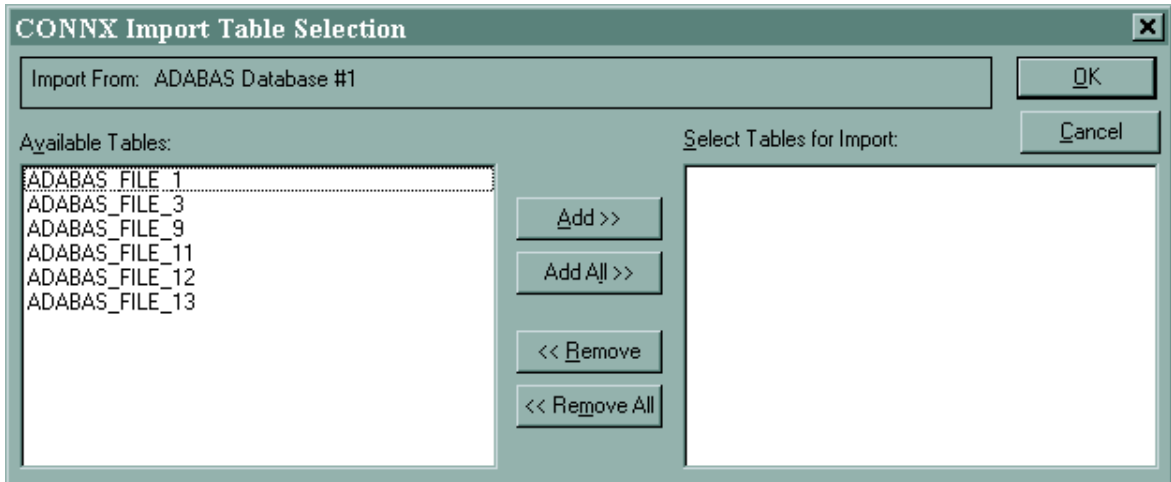 CONNX Import Table Selection
Import From: ADABAS Database #1
OK
Cancel
Available Tables:
Select Tables for Import:
ADABAS_FILE_1
ADABAS_FILE_3
ADABAS_FILE_9
ADABAS_FILE_11
ADABAS_FILE_12
ADABAS_FILE_13
Add >>
Add All >>
<< Remove
<< Remove All